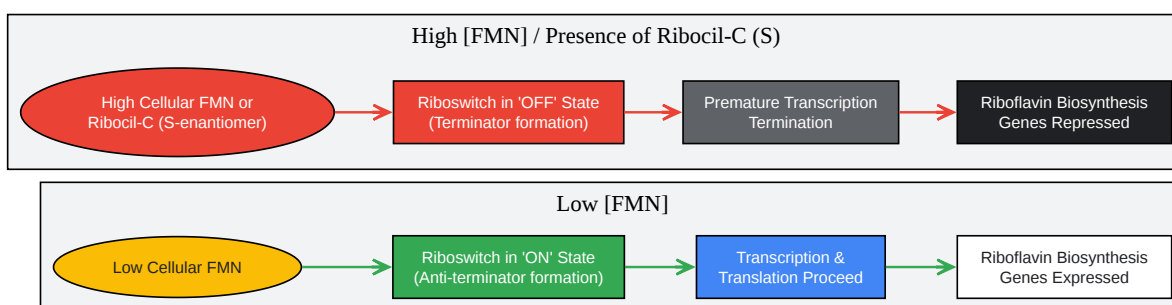 High [FMN] / Presence of Ribocil-C (S)
High Cellular FMN or
Ribocil-C (S-enantiomer)
Riboswitch in 'OFF' State
(Terminator formation)
Premature Transcription
Termination
Riboflavin Biosynthesis
Genes Repressed
Low [FMN]
Low Cellular FMN
Riboswitch in 'ON' State
(Anti-terminator formation)
Transcription &
Translation Proceed
Riboflavin Biosynthesis
Genes Expressed